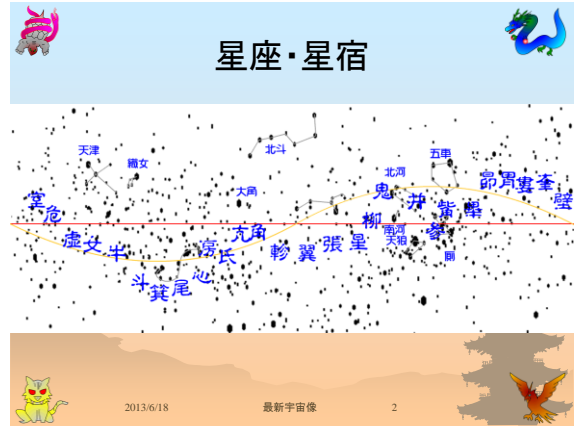 星座・星宿
北斗
天津
織女
五車
北河
大角
昴 胃 婁 奎
壁
室
危
鬼
井
觜 畢
柳
参
南河
天狼
厠
虚 女 牛
亢 角
房 氐
軫 翼 張 星
斗 箕 尾 心
2013/6/18 最新宇宙像 2